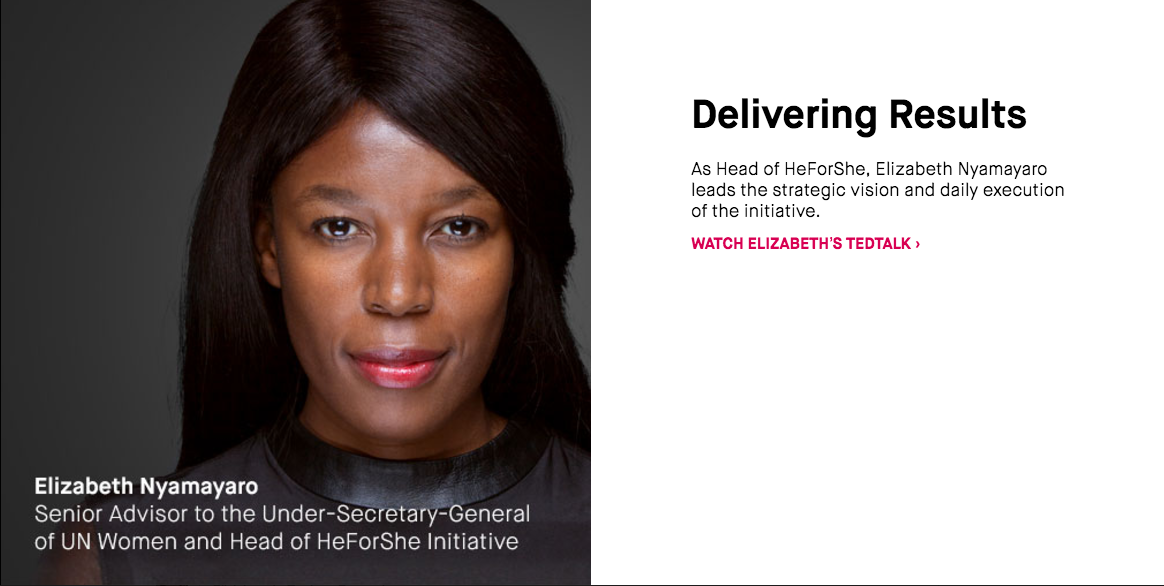 Elizabeth Nyamayaro
Senior Advisor to the Under-Secretary-General
of UN Women and Head of HeForShe Initiative
Delivering Results
As Head of HeForShe, Elizabeth Nyamayaro
leads the strategic vision and daily execution
of the initiative.
WATCH ELIZABETH'S TEDTALK ›